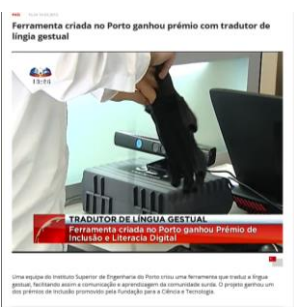 Ferramenta criada no Porto ganhou prémio com tradutor de
língia gestual
TRADUTOR DE LÍNGUA GESTUAL
Ferramenta criada no Porto ganhou Prémio de
Inclusão e Literacia Digital
Uma equipa do Instituto Superior de Engenharia do Porto criou uma ferramenta que traduz a língua
gestual, facilitando assim a comunicação e aprendizagem da comunidade surda. O projeto ganhou um
dos prémios de Inclusão promovido pela Fundação para a Ciência e Tecnologia.